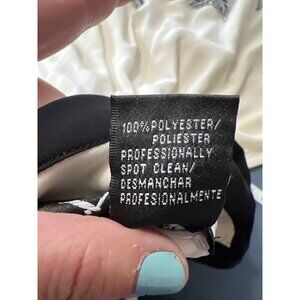 100% POLYESTER/
POLIESTER
PROFESSIONALLY
SPOT CLEAN/
DESMANCHAR
PROFESIONALMENTE